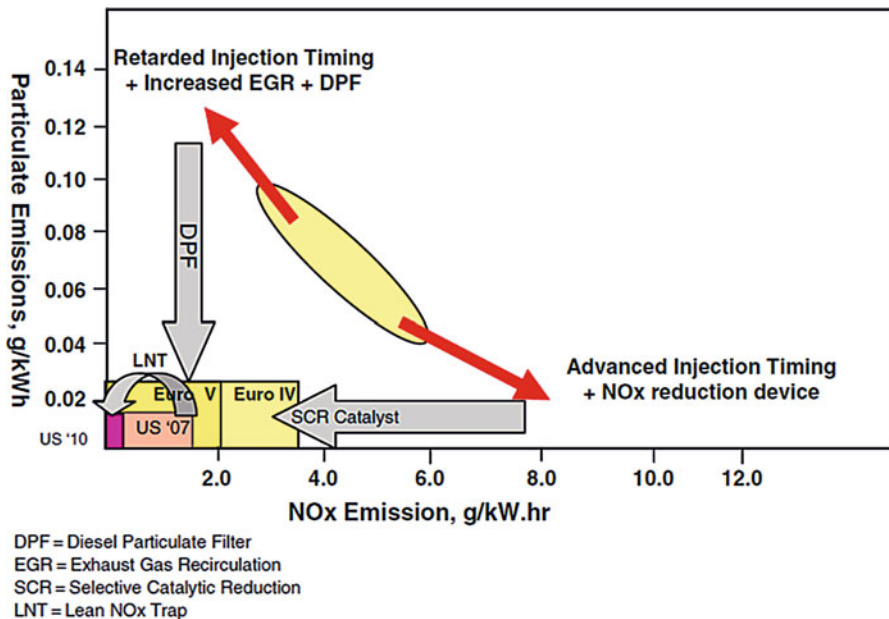 Particulate Emissions, g/kWh
0.14
0.12
0.10
0.08
0.06
0.04
0.02
Retarded Injection Timing
+ Increased EGR + DPF
DPF
LNT
Euro V
Euro IV
US '07
US '10
SCR Catalyst
Advanced Injection Timing
+ NOx reduction device
2.0
4.0
6.0
8.0
10.0
12.0
NOx Emission, g/kW.hr
DPF = Diesel Particulate Filter
EGR = Exhaust Gas Recirculation
SCR = Selective Catalytic Reduction
LNT = Lean NOx Trap